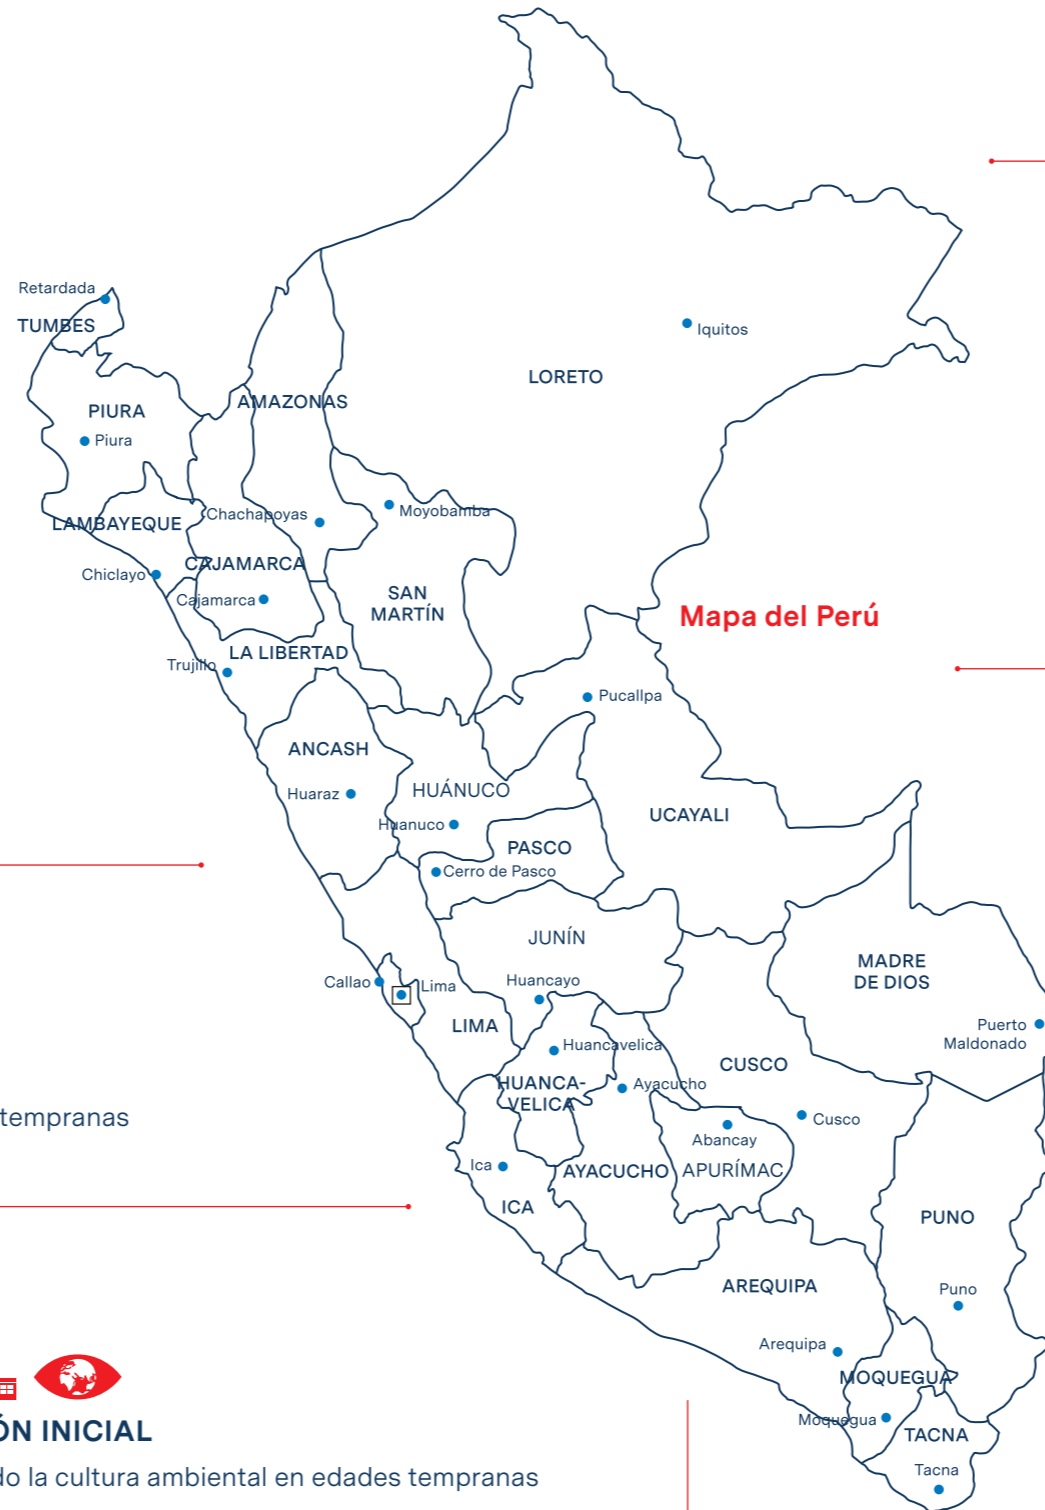 Retardada
TUMBES
Iquitos
LORETO
AMAZONAS
PIURA
Piura
Moyobamba
Chachapoyas
LAMBAYEQUE
CAJAMARCA
Chiclayo
Cajamarca
SAN
MARTÍN
Mapa del Perú
LA LIBERTAD
Trujillo
Pucallpa
ANCASH
Huaraz
HUÁNUCO
Huanuco
UCAYALI
PASCO
Cerro de Pasco
JUNÍN
MADRE
DE DIOS
Callao
Lima
Huancayo
LIMA
Puerto
Maldonado
Huancavelica
CUSCO
HUANCA-
VELICA
Ayacucho
tempranas
Cusco
Abancay
Ica
AYACUCHO
APURÍMAC
ICA
PUNO
AREQUIPA
Puno
Arequipa
MOQUEGUA
Moquegua
TACNA
Tacna
ÓN INICIAL
do la cultura ambiental en edades tempranas